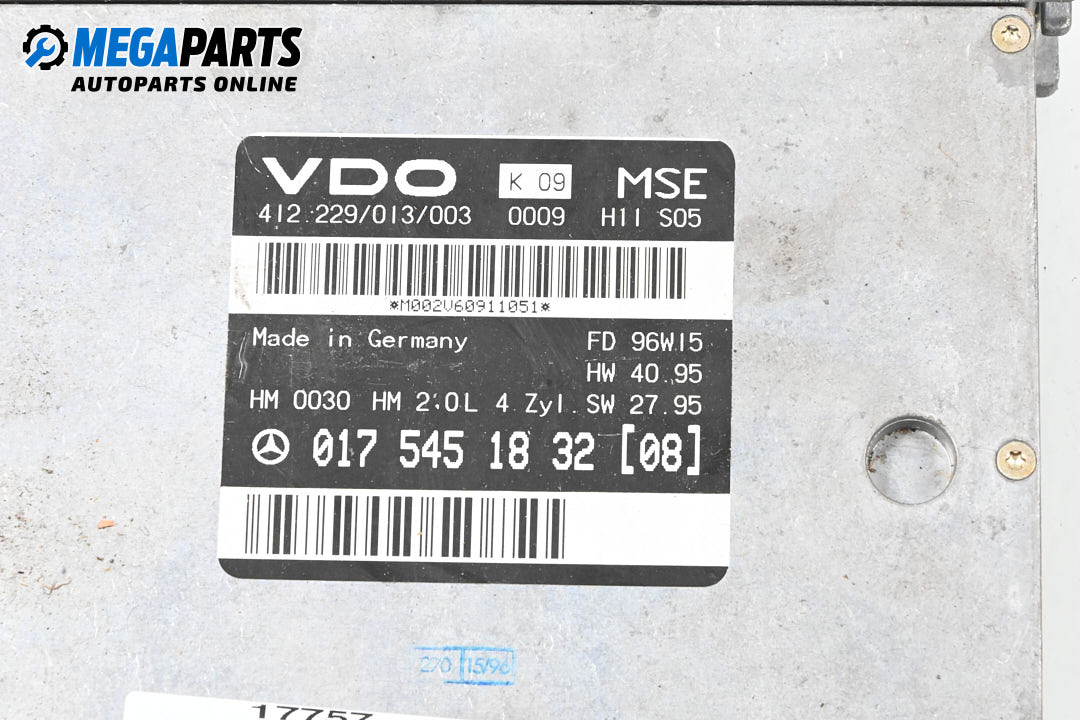 MEGAPARTS
AUTOPARTS ONLINE
VDO K 09 MSE
412.229/013/003 0009 H11 S05
*M002V60911051*
Made in Germany FD 96W15
HW 40.95
HM 0030 HM 2.0L 4 Zyl. SW 27.95
017 545 18 32 [08]
270 15/96
17757